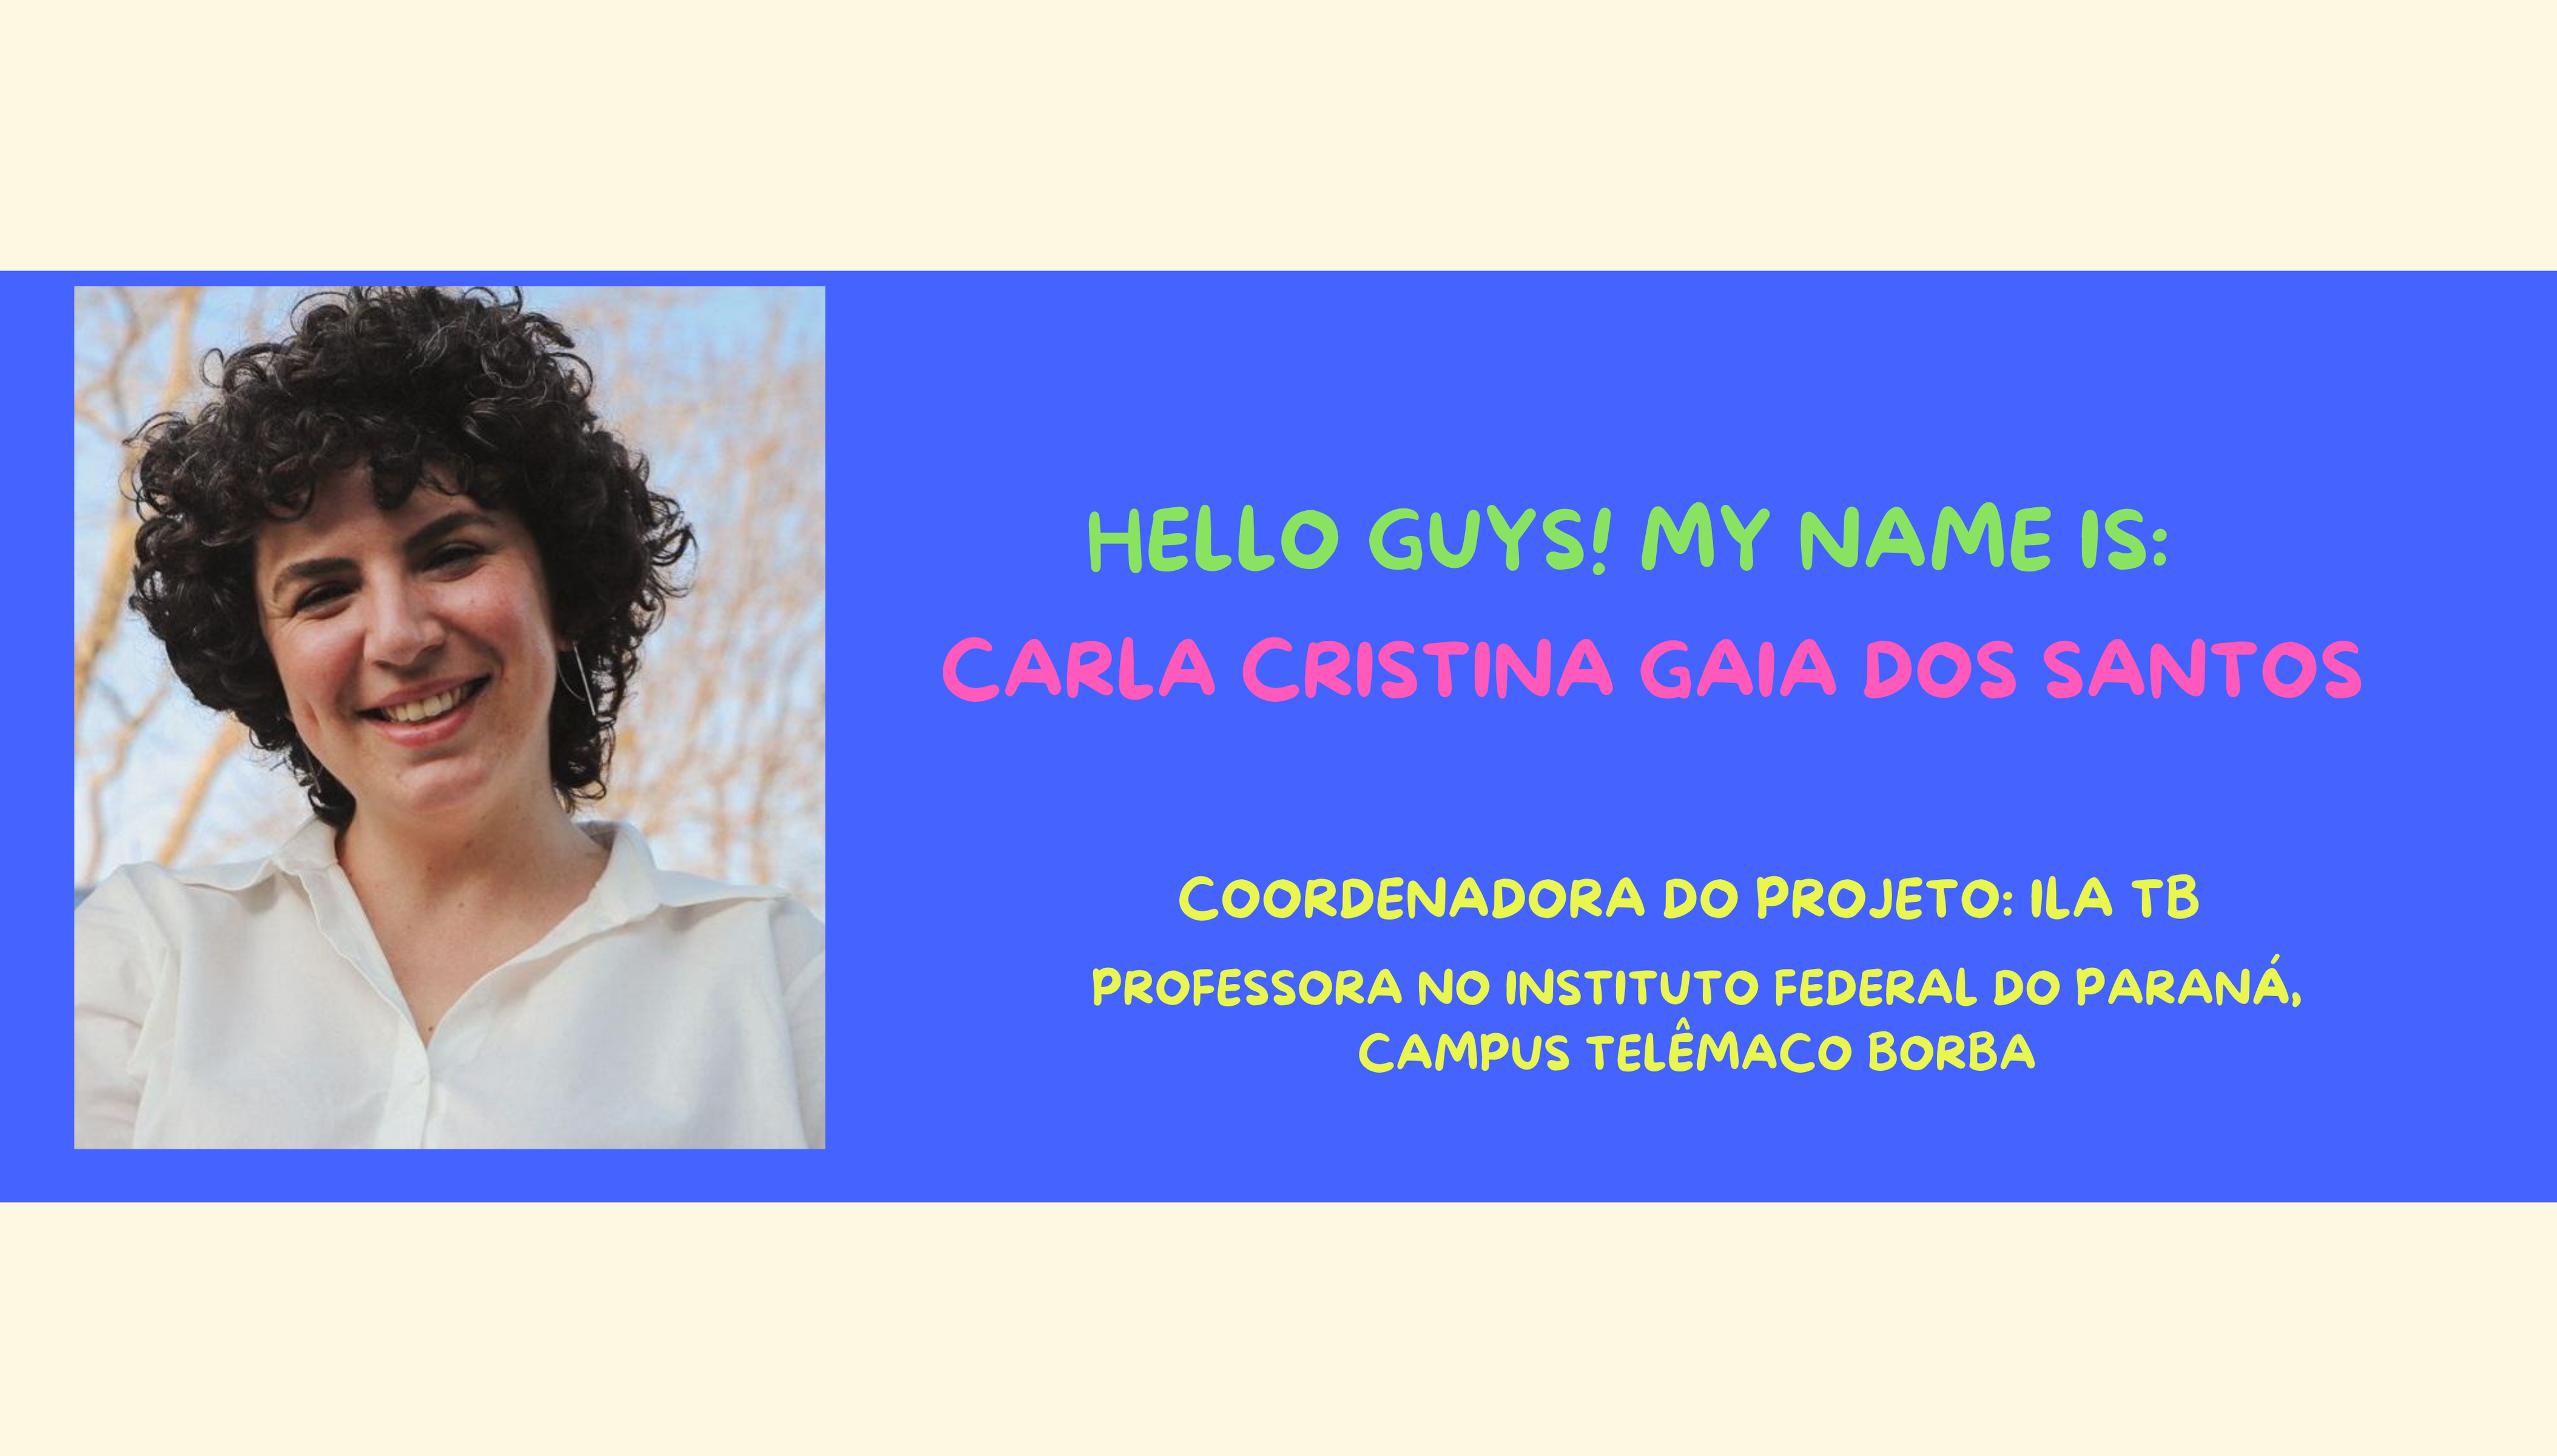 HELLO GUYS! MY NAME IS:
CARLA CRISTINA GAIA DOS SANTOS
COORDENADORA DO PROJETO: ILA TB
PROFESSORA NO INSTITUTO FEDERAL DO PARANÁ,
CAMPUS TELÊMACO BORBA